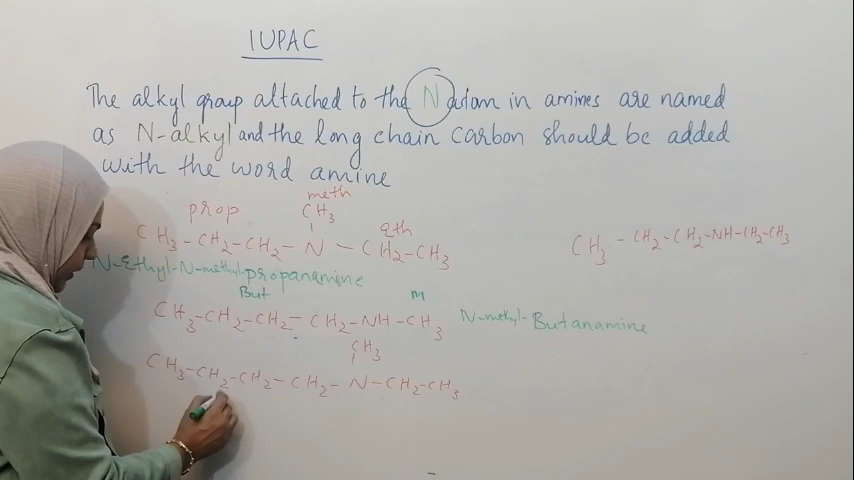 IUPAC
The alkyl group attached to the N atom in amines are named
as N-alkyl and the long chain carbon should be added
with the word amine
meth
prop CH3 eth
CH3-CH2-CH2-N-CH2-CH3
CH3-CH2-CH2-NH-CH2-CH3
N-Ethyl-N-methyl-propanamine
But m
CH3-CH2-CH2-CH2-NH-CH3 N-methyl-Butanamine
CH3
CH3-CH2-CH2-CH2-N-CH2-CH3